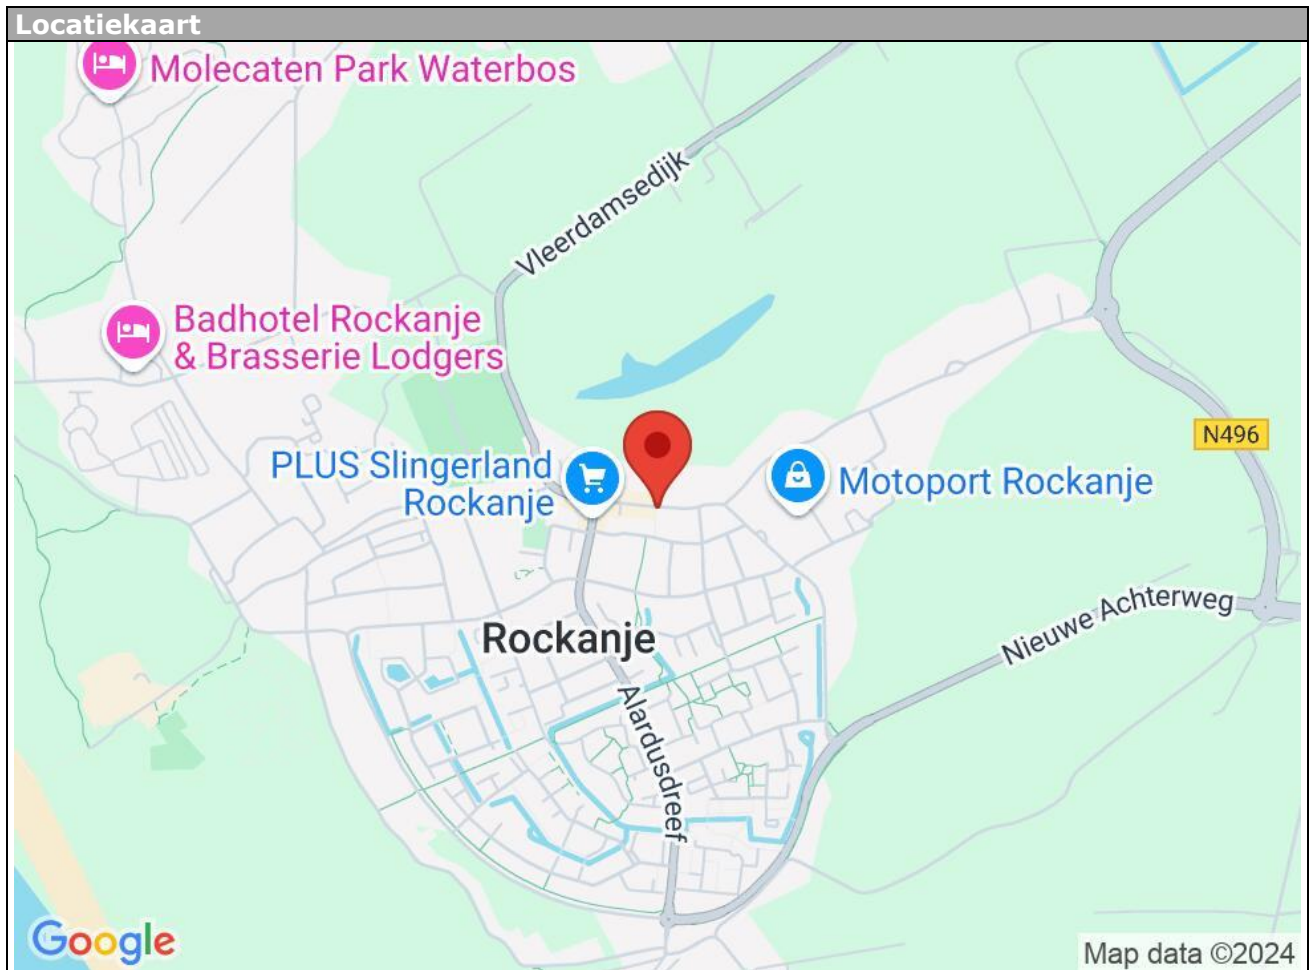 Locatiekaart
Molecaten Park Waterbos
Vleerdamsedijk
Badhotel Rockanje
& Brasserie Lodgers
N496
PLUS Slingerland
Rockanje
Motoport Rockanje
Nieuwe Achterweg
Rockanje
Alardusdreef
Google
Map data ©2024